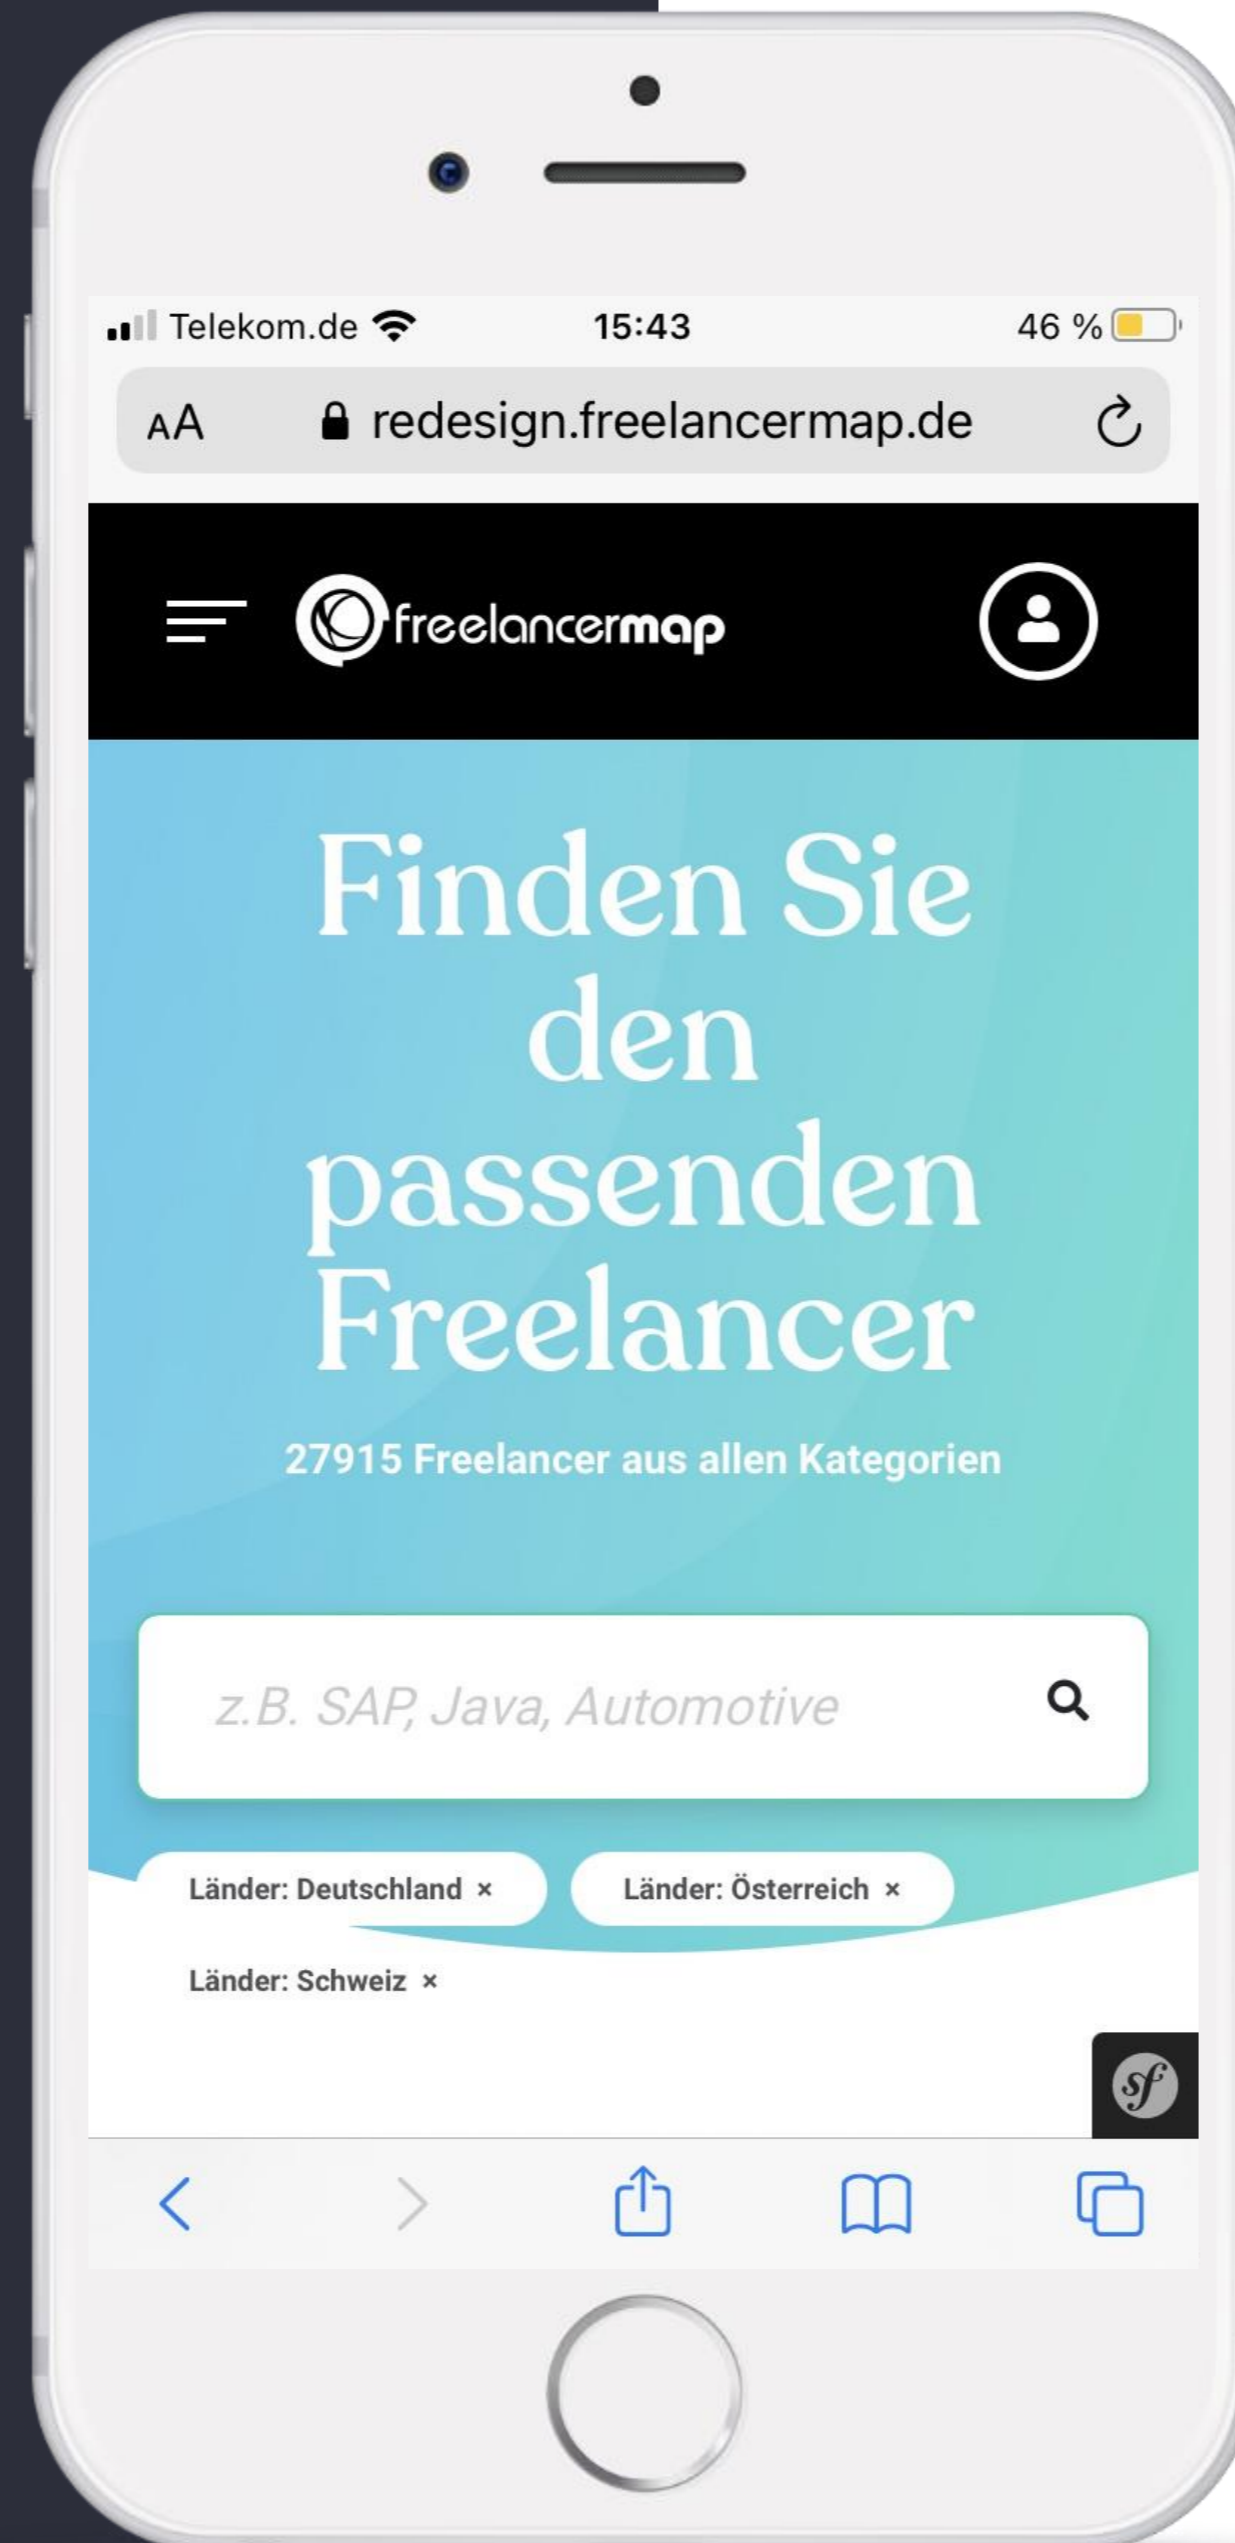 Telekom.de 15:43 46 %
AA redesign.freelancermap.de
freelancermap
Finden Sie
den
passenden
Freelancer
27915 Freelancer aus allen Kategorien
z.B. SAP, Java, Automotive
Länder: Deutschland × Länder: Österreich ×
Länder: Schweiz ×
sf